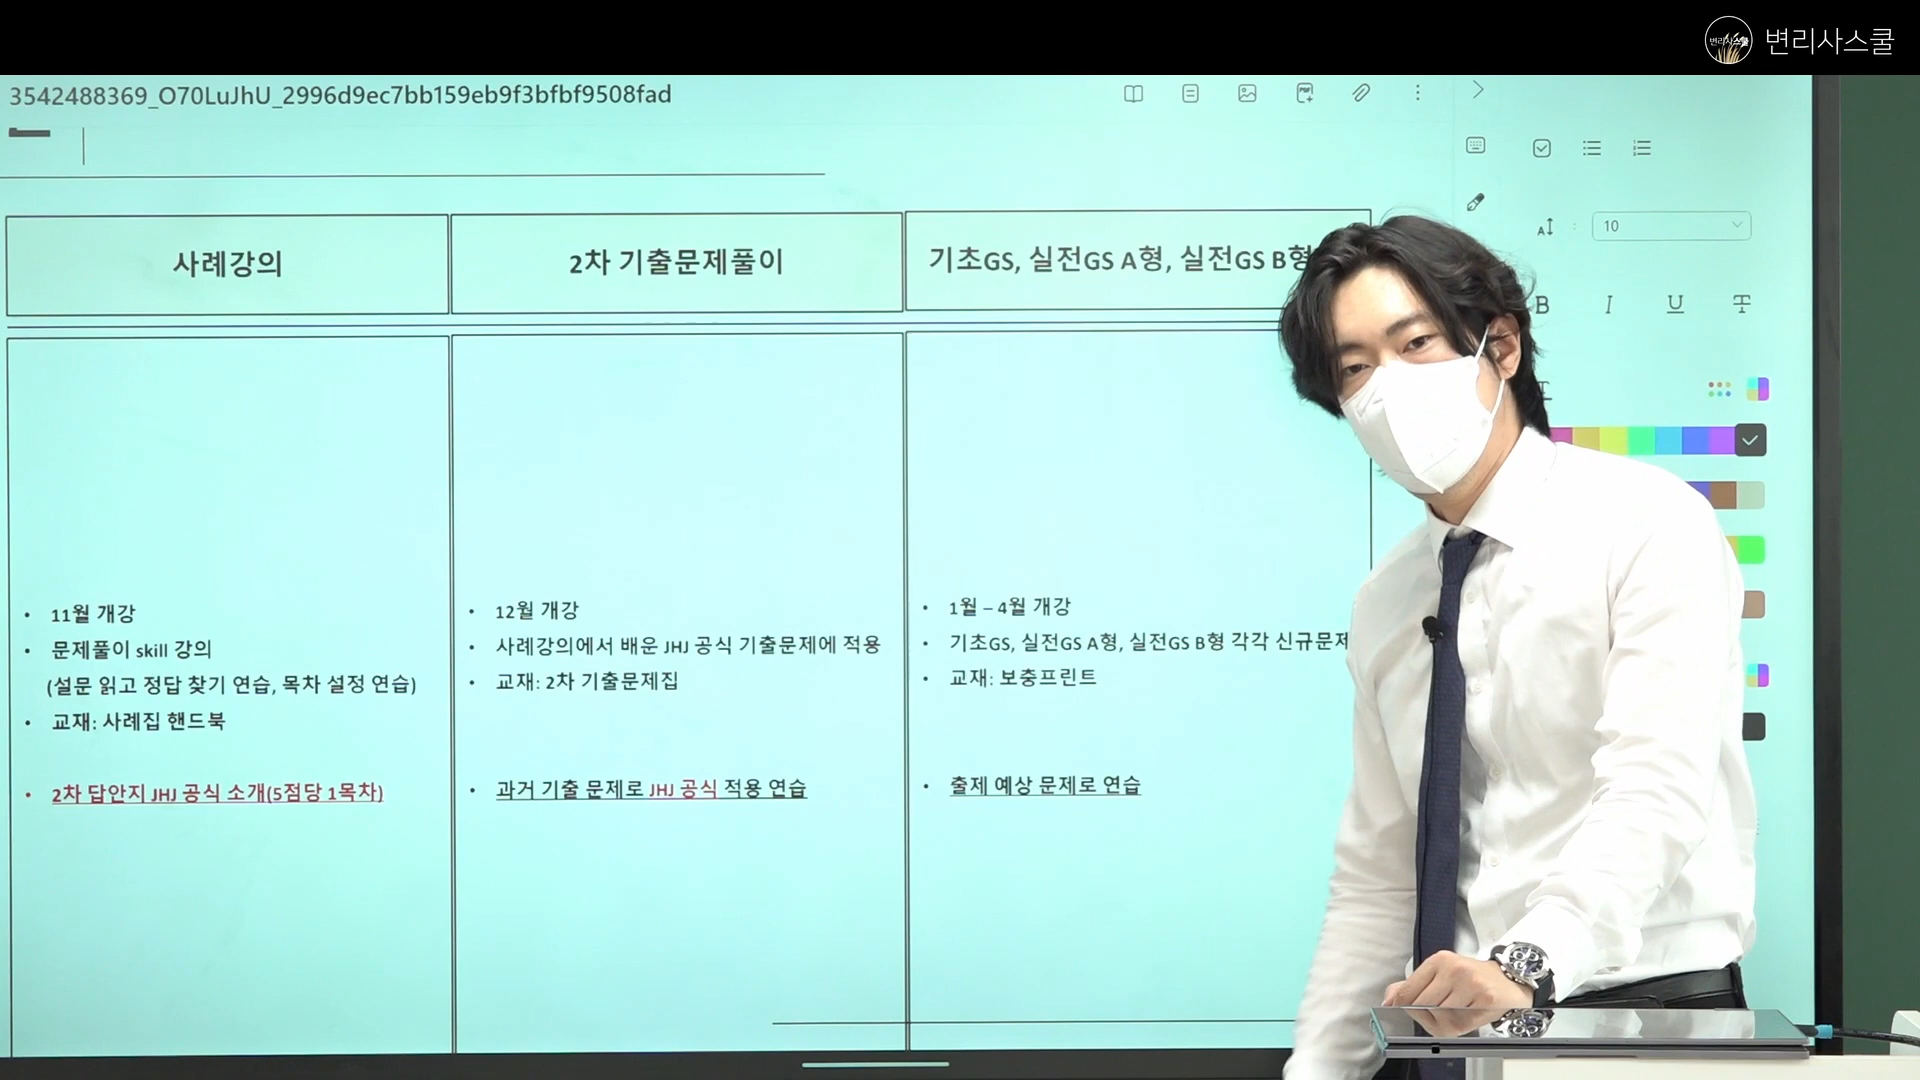 변리사스쿨
변리사스쿨
3542488369_O70LuJhU_2996d9ec7bb159eb9f3bfbf9508fad
10
B I U T
사례강의
2차 기출문제풀이
기초GS, 실전GS A형, 실전GS B형
• 11월 개강
• 문제풀이 skill 강의
(설문 읽고 정답 찾기 연습, 목차 설정 연습)
• 교재: 사례집 핸드북
• 2차 답안지 JHJ 공식 소개(5점당 1목차)
• 12월 개강
• 사례강의에서 배운 JHJ 공식 기출문제에 적용
• 교재: 2차 기출문제집
• 과거 기출 문제로 JHJ 공식 적용 연습
• 1월 – 4월 개강
• 기초GS, 실전GS A형, 실전GS B형 각각 신규문제
• 교재: 보충프린트
• 출제 예상 문제로 연습